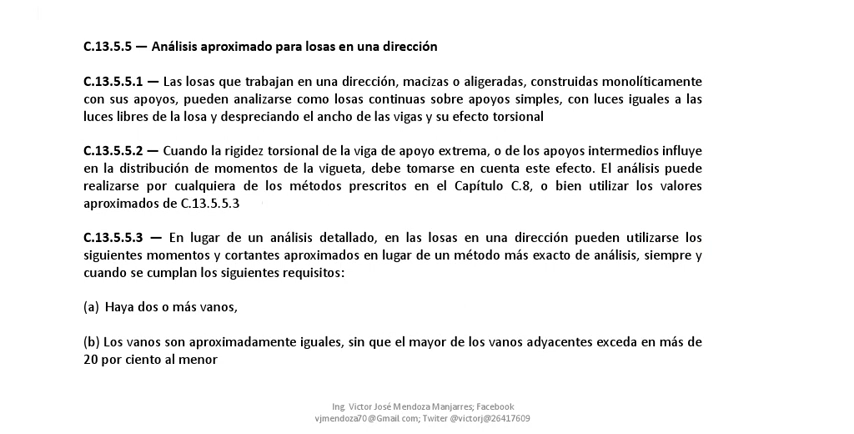 C.13.5.5 — Análisis aproximado para losas en una dirección
C.13.5.5.1 — Las losas que trabajan en una dirección, macizas o aligeradas, construidas monolíticamente
con sus apoyos, pueden analizarse como losas continuas sobre apoyos simples, con luces iguales a las
luces libres de la losa y despreciando el ancho de las vigas y su efecto torsional
C.13.5.5.2 — Cuando la rigidez torsional de la viga de apoyo extrema, o de los apoyos intermedios influye
en la distribución de momentos de la vigueta, debe tomarse en cuenta este efecto. El análisis puede
realizarse por cualquiera de los métodos prescritos en el Capítulo C.8, o bien utilizar los valores
aproximados de C.13.5.5.3
C.13.5.5.3 — En lugar de un análisis detallado, en las losas en una dirección pueden utilizarse los
siguientes momentos y cortantes aproximados en lugar de un método más exacto de análisis, siempre y
cuando se cumplan los siguientes requisitos:
(a) Haya dos o más vanos,
(b) Los vanos son aproximadamente iguales, sin que el mayor de los vanos adyacentes exceda en más de
20 por ciento al menor
Ing. Victor José Mendoza Manjarres; Facebook
vjmendoza70@Gmail com; Twiter @victorj@26417609